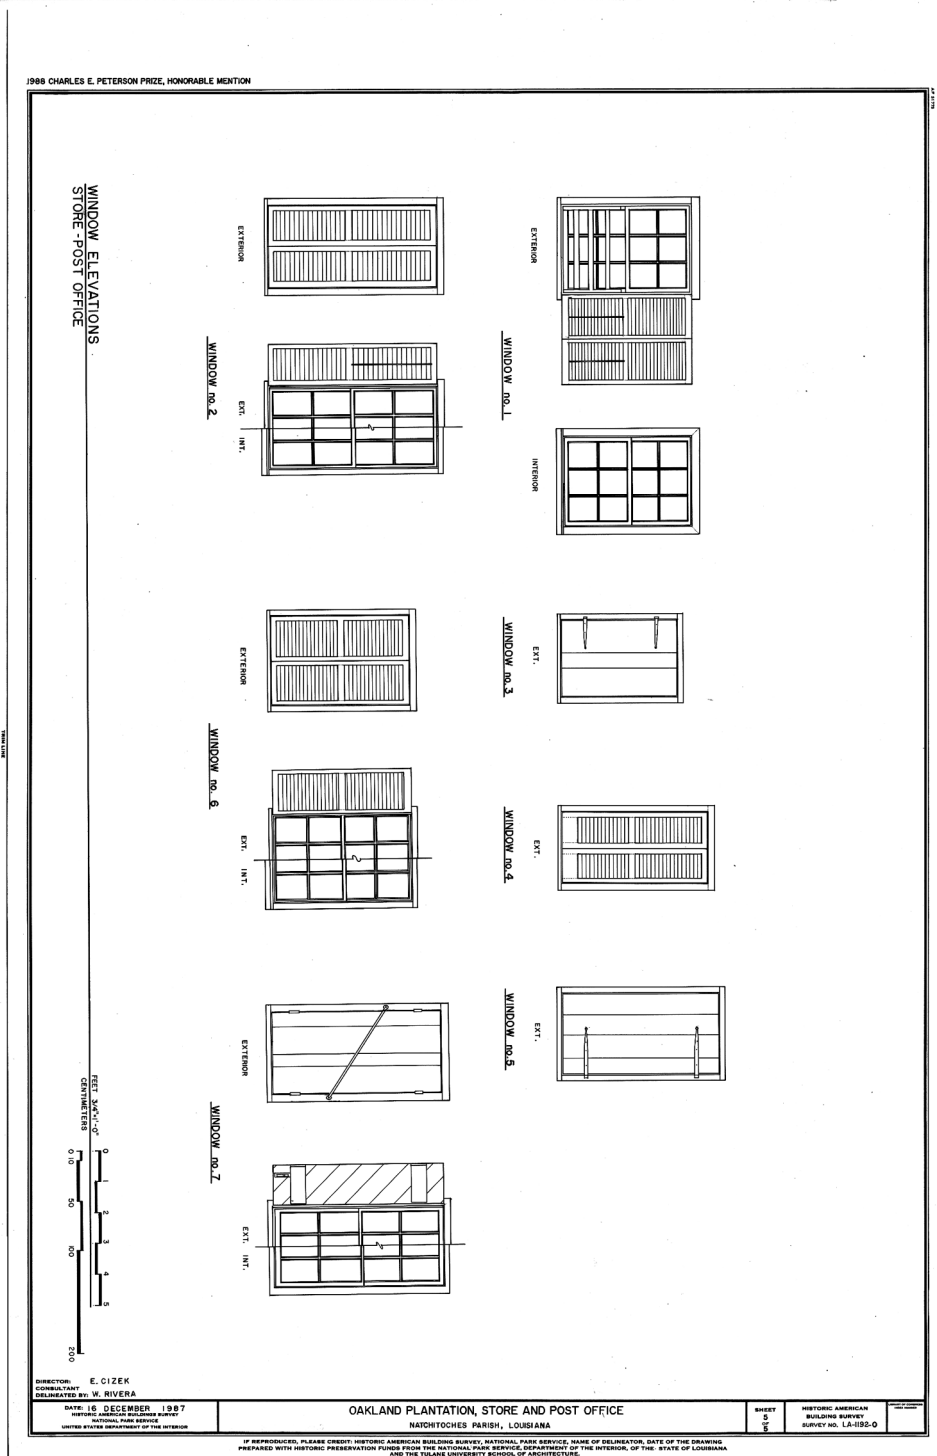 1988 CHARLES E. PETERSON PRIZE, HONORABLE MENTION
TRIM LINE
WINDOW ELEVATIONS
STORE - POST OFFICE
EXTERIOR
INTERIOR
WINDOW no. 1
EXTERIOR
EXT. INT.
WINDOW no. 2
EXT.
WINDOW no. 3
EXT.
WINDOW no. 4
EXT.
WINDOW no. 5
EXTERIOR
EXT. INT.
WINDOW no. 6
EXTERIOR
EXT. INT.
WINDOW no. 7
FEET 3/4"=1'-0"
0 1 2 3 4 5
CENTIMETERS
0 10 50 100 200
DIRECTOR: E. CIZEK
CONSULTANT
DELINEATED BY: W. RIVERA
DATE: 16 DECEMBER 1987
HISTORIC AMERICAN BUILDINGS SURVEY
NATIONAL PARK SERVICE
UNITED STATES DEPARTMENT OF THE INTERIOR
OAKLAND PLANTATION, STORE AND POST OFFICE
NATCHITOCHES PARISH, LOUISIANA
SHEET
5
OF
5
HISTORIC AMERICAN
BUILDING SURVEY
SURVEY NO. LA-1192-O
LIBRARY OF CONGRESS
INDEX NUMBER
IF REPRODUCED, PLEASE CREDIT: HISTORIC AMERICAN BUILDING SURVEY, NATIONAL PARK SERVICE, NAME OF DELINEATOR, DATE OF THE DRAWING
PREPARED WITH HISTORIC PRESERVATION FUNDS FROM THE NATIONAL PARK SERVICE, DEPARTMENT OF THE INTERIOR, OF THE STATE OF LOUISIANA
AND THE TULANE UNIVERSITY SCHOOL OF ARCHITECTURE.